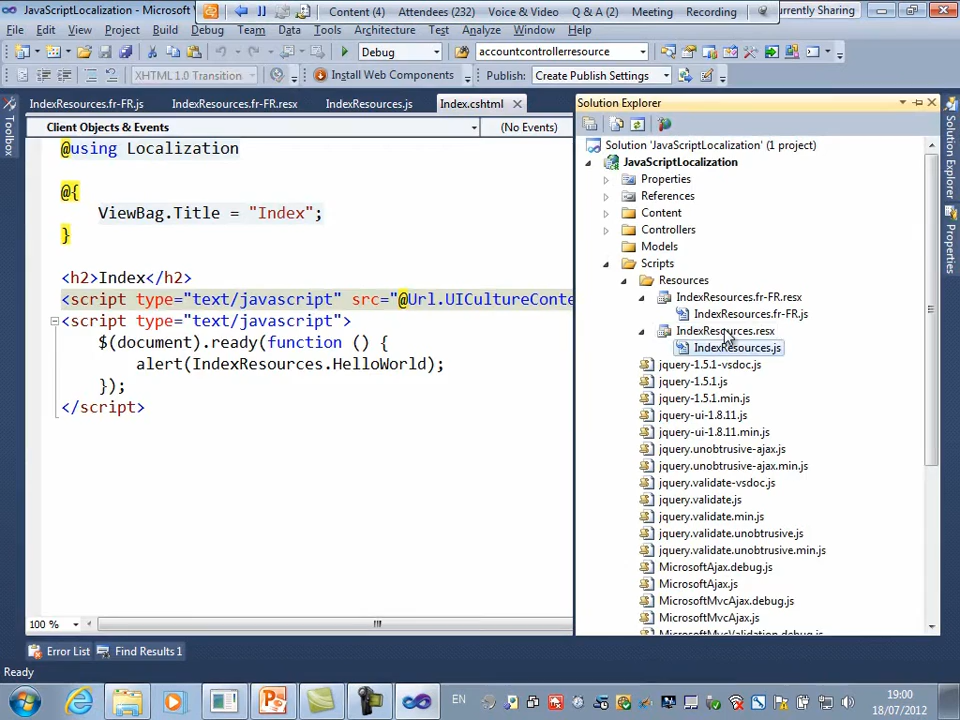 JavaScriptLocalization - Microsoft
Content (4) Attendees (232) Voice & Video Q & A (2) Meeting Recording
urrently Sharing
File Edit View Project Build Debug Team Data Tools Architecture Test Analyze Window Help
Debug accountcontrollerresource
XHTML 1.0 Transition Install Web Components Publish: Create Publish Settings
IndexResources.fr-FR.js IndexResources.fr-FR.resx IndexResources.js Index.cshtml
Client Objects & Events (No Events)
Toolbox
@using Localization
@{
ViewBag.Title = "Index";
}
<h2>Index</h2>
<script type="text/javascript" src="@Url.UICultureConte
<script type="text/javascript">
$(document).ready(function () {
alert(IndexResources.HelloWorld);
});
</script>
100 %
Solution Explorer
Solution 'JavaScriptLocalization' (1 project)
JavaScriptLocalization
Properties
References
Content
Controllers
Models
Scripts
Resources
IndexResources.fr-FR.resx
IndexResources.fr-FR.js
IndexResources.resx
IndexResources.js
jquery-1.5.1-vsdoc.js
jquery-1.5.1.js
jquery-1.5.1.min.js
jquery-ui-1.8.11.js
jquery-ui-1.8.11.min.js
jquery.unobtrusive-ajax.js
jquery.unobtrusive-ajax.min.js
jquery.validate-vsdoc.js
jquery.validate.js
jquery.validate.min.js
jquery.validate.unobtrusive.js
jquery.validate.unobtrusive.min.js
MicrosoftAjax.debug.js
MicrosoftAjax.js
MicrosoftMvcAjax.debug.js
MicrosoftMvcAjax.js
MicrosoftMvcValidation.debug.js
Solution Explorer
Properties
Error List Find Results 1
Ready
EN
19:00
18/07/2012